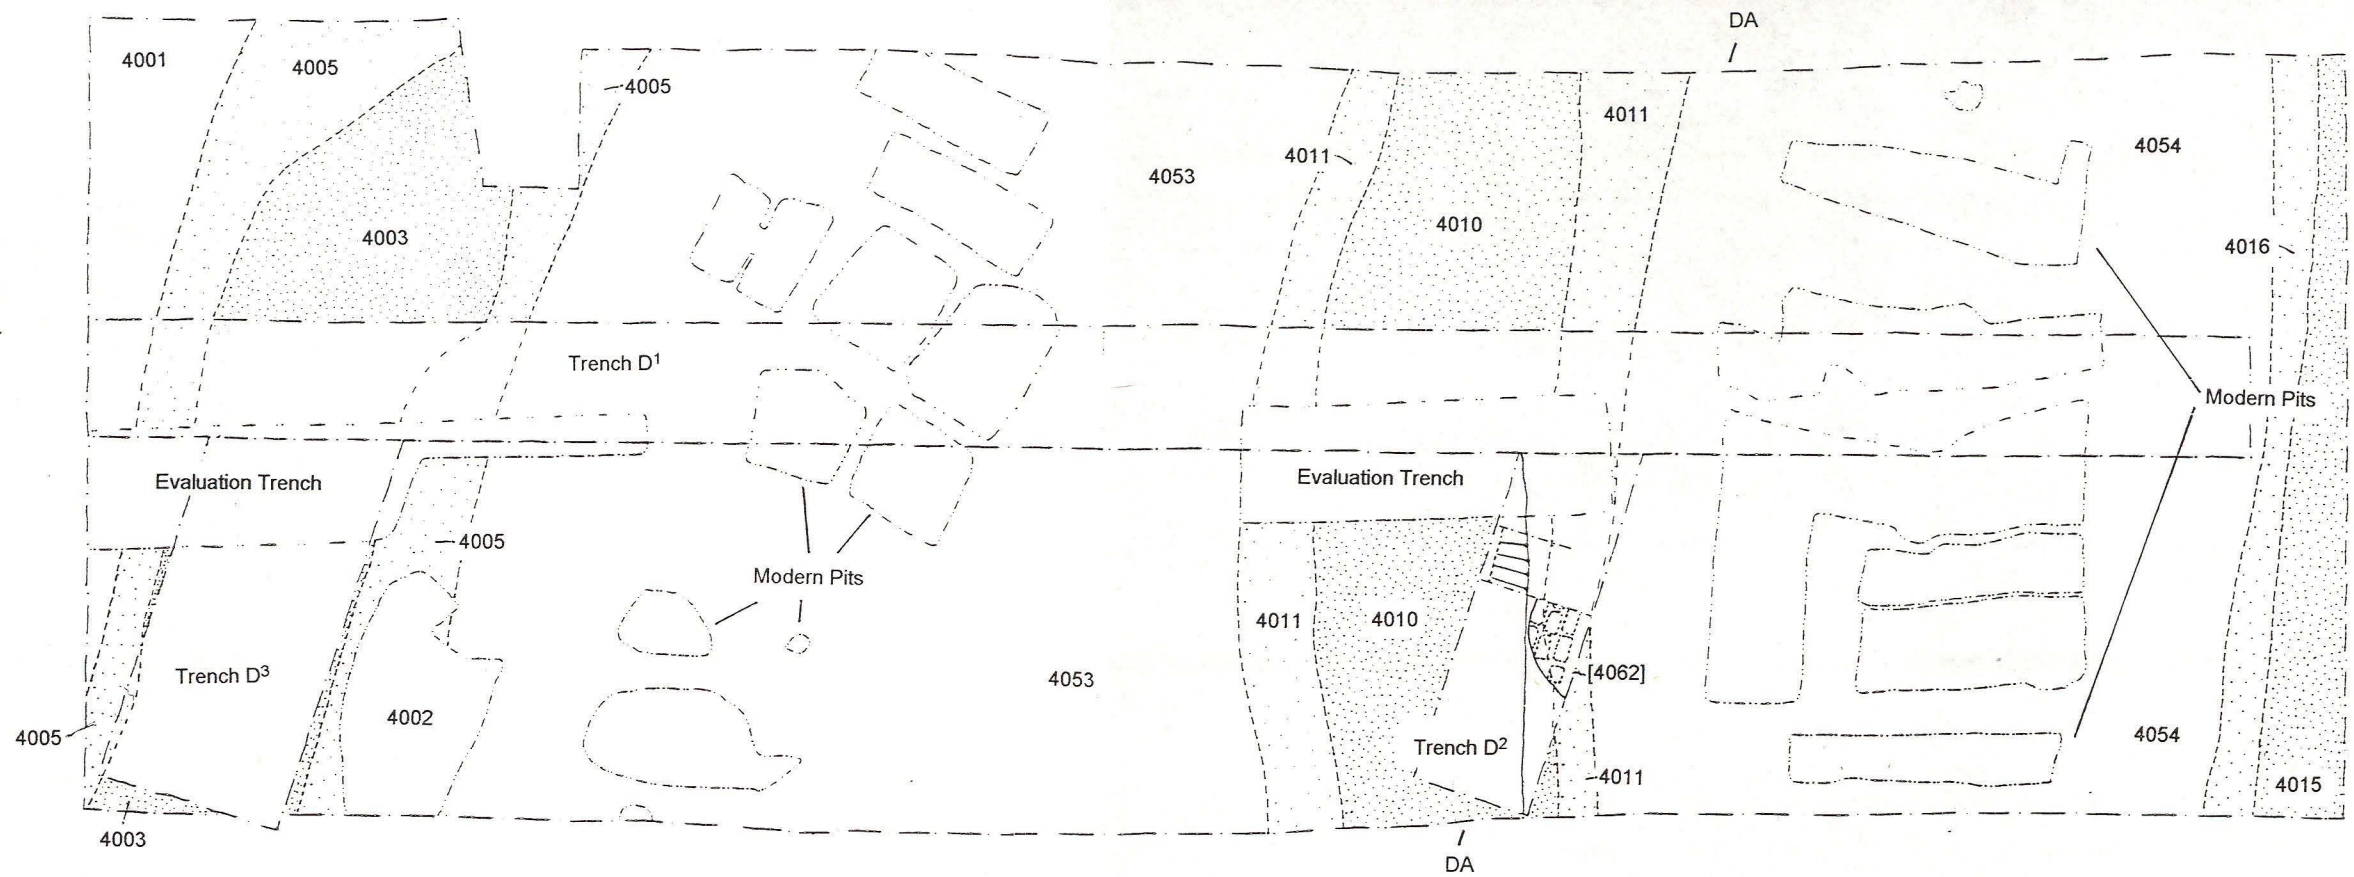 DA
4001
4005
4005
4011
4054
4011
4053
4010
4003
4016
Trench D1
Modern Pits
Evaluation Trench
Evaluation Trench
4005
Modern Pits
4011
4010
Trench D3
[4062]
4053
4002
4005
Trench D2
4054
4011
4015
4003
DA